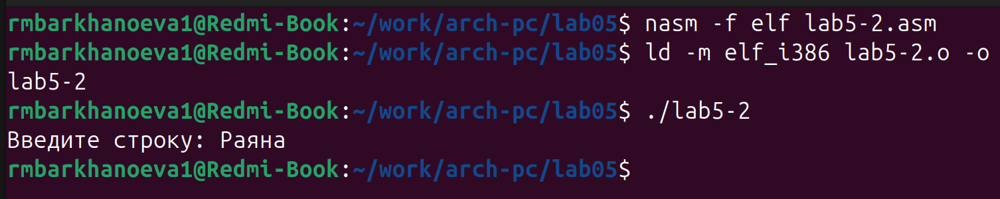 rmbarkhanoeva1@Redmi-Book:~/work/arch-pc/lab05$ nasm -f elf lab5-2.asm
rmbarkhanoeva1@Redmi-Book:~/work/arch-pc/lab05$ ld -m elf_i386 lab5-2.o -o
lab5-2
rmbarkhanoeva1@Redmi-Book:~/work/arch-pc/lab05$ ./lab5-2
Введите строку: Раяна
rmbarkhanoeva1@Redmi-Book:~/work/arch-pc/lab05$